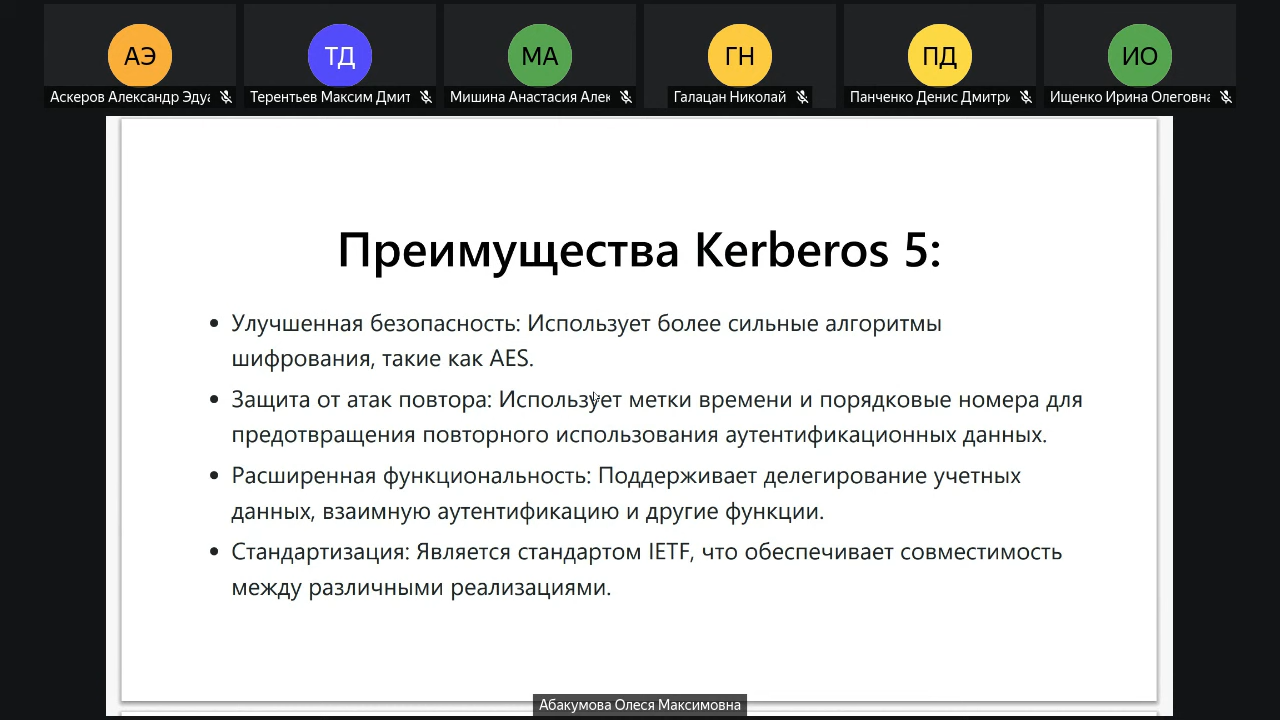 АЭ
ТД
МА
ГН
ПД
ИО
Аскеров Александр Эдуа
Терентьев Максим Дмит
Мишина Анастасия Алек
Галацан Николай
Панченко Денис Дмитри
Ищенко Ирина Олеговна
Преимущества Kerberos 5:
• Улучшенная безопасность: Использует более сильные алгоритмы
шифрования, такие как AES.
• Защита от атак повтора: Использует метки времени и порядковые номера для
предотвращения повторного использования аутентификационных данных.
• Расширенная функциональность: Поддерживает делегирование учетных
данных, взаимную аутентификацию и другие функции.
• Стандартизация: Является стандартом IETF, что обеспечивает совместимость
между различными реализациями.
Абакумова Олеся Максимовна